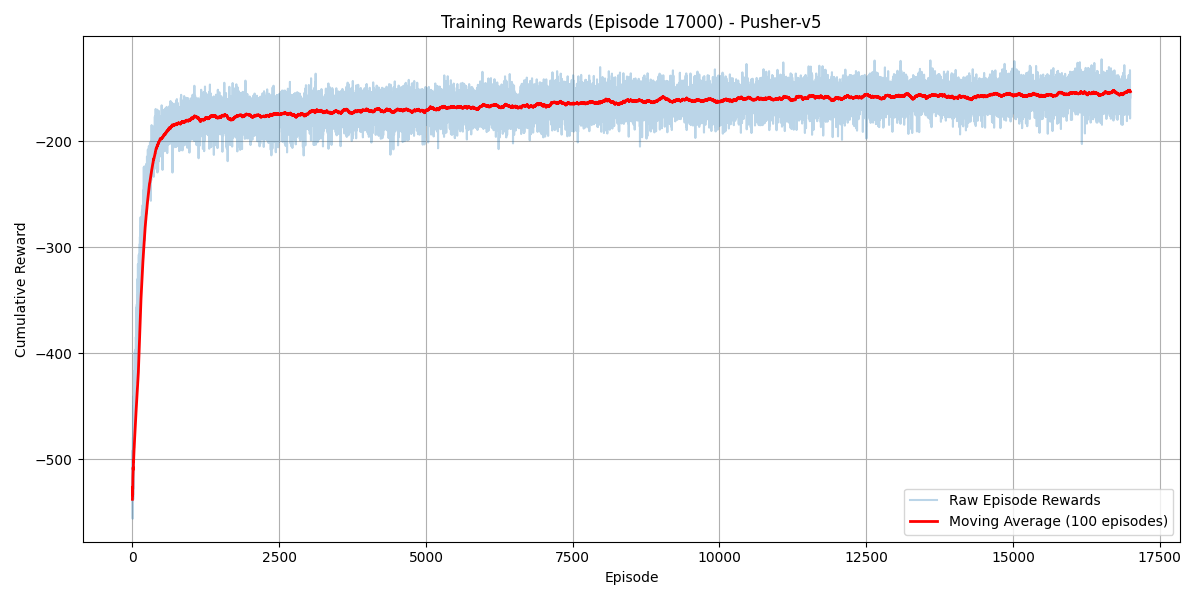 Training Rewards (Episode 17000) - Pusher-v5
Cumulative Reward
−200
−300
−400
−500
0
2500
5000
7500
10000
12500
15000
17500
Episode
Raw Episode Rewards
Moving Average (100 episodes)